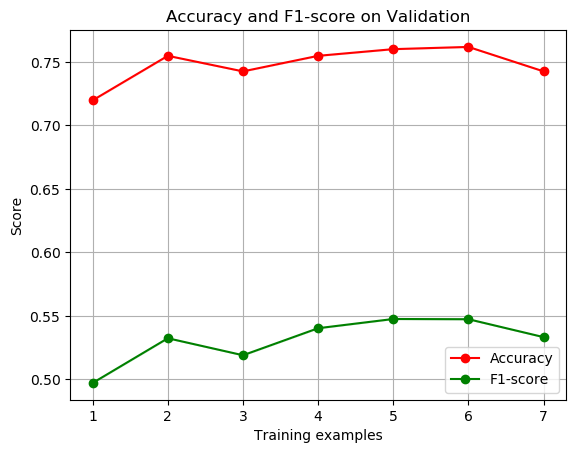 Accuracy and F1-score on Validation
0.75
0.70
0.65
0.60
0.55
0.50
Score
1 2 3 4 5 6 7
Training examples
Accuracy
F1-score